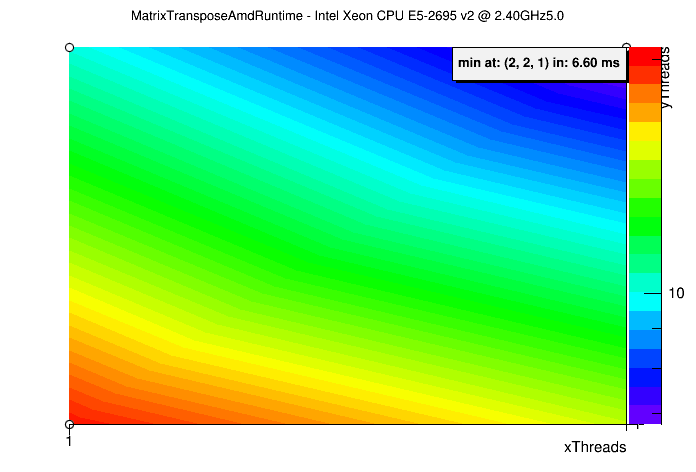 MatrixTransposeAmdRuntime - Intel Xeon CPU E5-2695 v2 @ 2.40GHz5.0
min at: (2, 2, 1) in: 6.60 ms
yThreads
10
1
xThreads